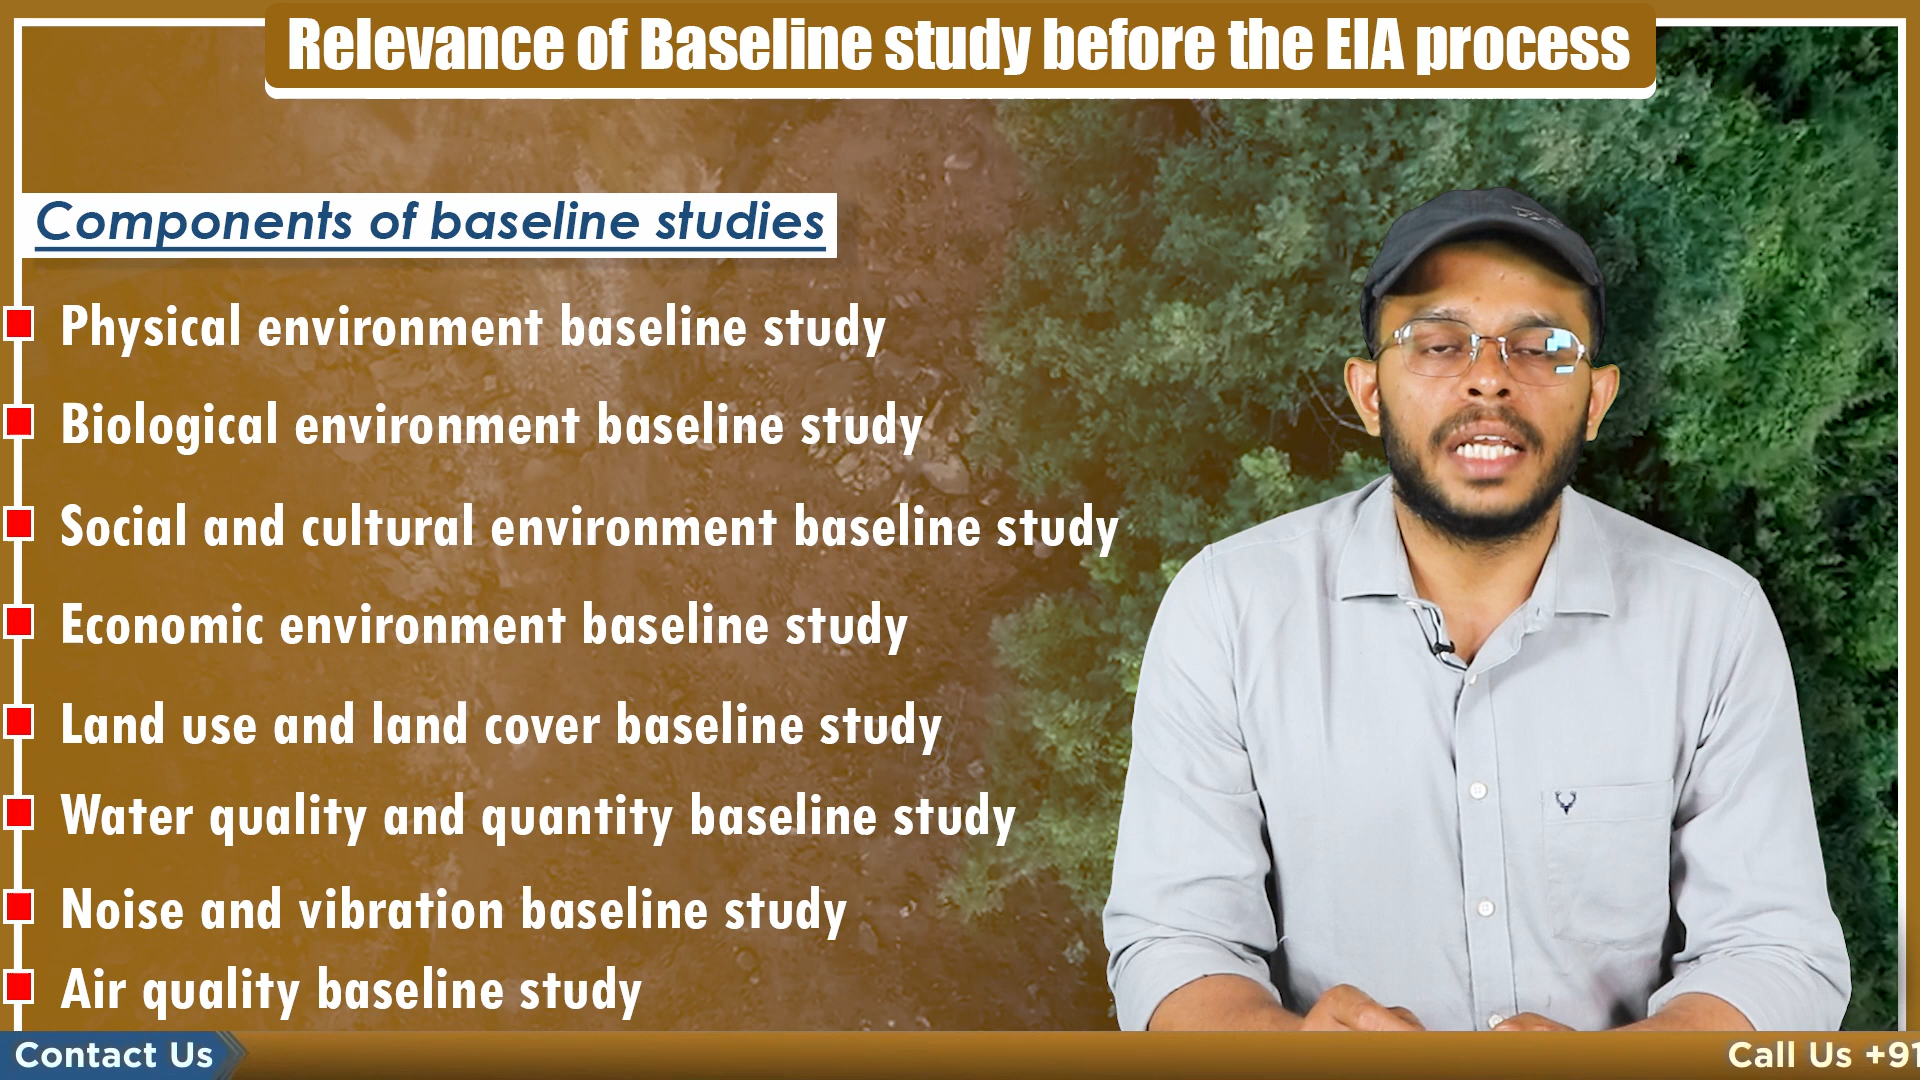 Relevance of Baseline study before the EIA process
Components of baseline studies
Physical environment baseline study
Biological environment baseline study
Social and cultural environment baseline study
Economic environment baseline study
Land use and land cover baseline study
Water quality and quantity baseline study
Noise and vibration baseline study
Air quality baseline study
Contact Us
Call Us +91